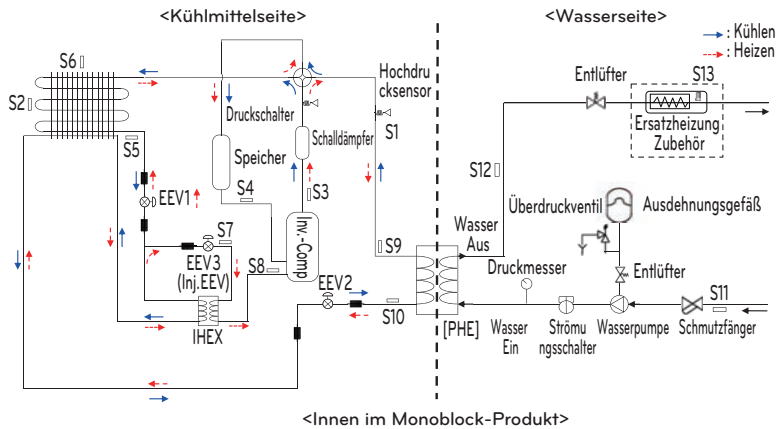 <Kühlmittelseite>
<Wasserseite>
: Kühlen
: Heizen
S6
S2
S5
EEV1
Druckschalter
Speicher
S4
Schalldämpfer
S3
Hochdru
cksensor
S1
S7
EEV3
(Inj.EEV)
S8
Inv.-Comp
IHEX
EEV2
S9
S10
[PHE]
Wasser
Aus
S12
Entlüfter
S13
Ersatzheizung
Zubehör
Überdruckventil
Ausdehnungsgefäß
Entlüfter
Druckmesser
Wasser
Ein
Strömu
ngsschalter
Wasserpumpe
Schmutzfänger
S11
<Innen im Monoblock-Produkt>